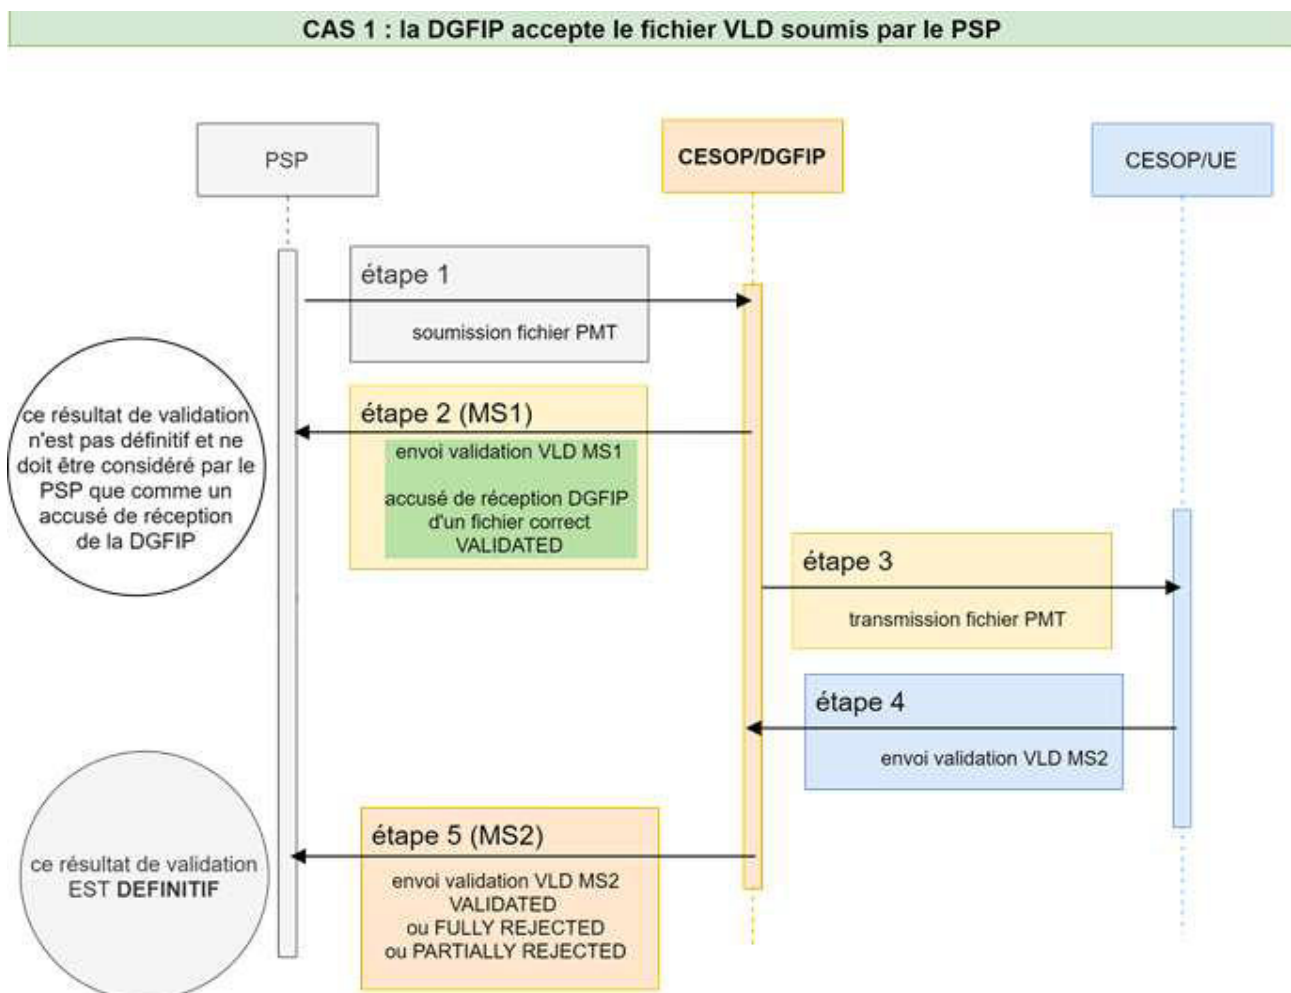 CAS 1 : la DGFIP accepte le fichier VLD soumis par le PSP
PSP
CESOP/DGFIP
CESOP/UE
étape 1
soumission fichier PMT
étape 2 (MS1)
envoi validation VLD MS1
accusé de réception DGFIP
d'un fichier correct
VALIDATED
ce résultat de validation
n'est pas définitif et ne
doit être considéré par le
PSP que comme un
accusé de réception
de la DGFIP
étape 3
transmission fichier PMT
étape 4
envoi validation VLD MS2
étape 5 (MS2)
envoi validation VLD MS2
VALIDATED
ou FULLY REJECTED
ou PARTIALLY REJECTED
ce résultat de validation
EST DEFINITIF